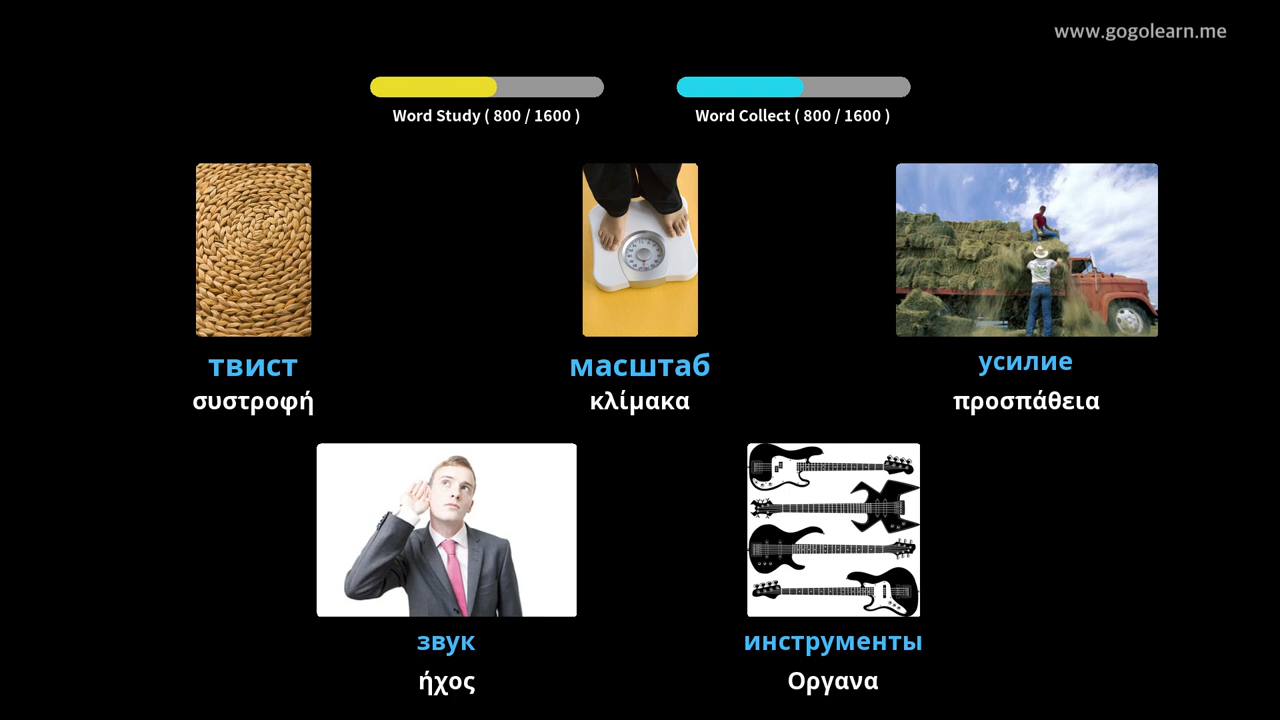 www.gogolearn.me
Word Study ( 800 / 1600 )
Word Collect ( 800 / 1600 )
твист
συστροφή
масштаб
κλίμακα
усилие
προσπάθεια
звук
ήχος
инструменты
Οργανα